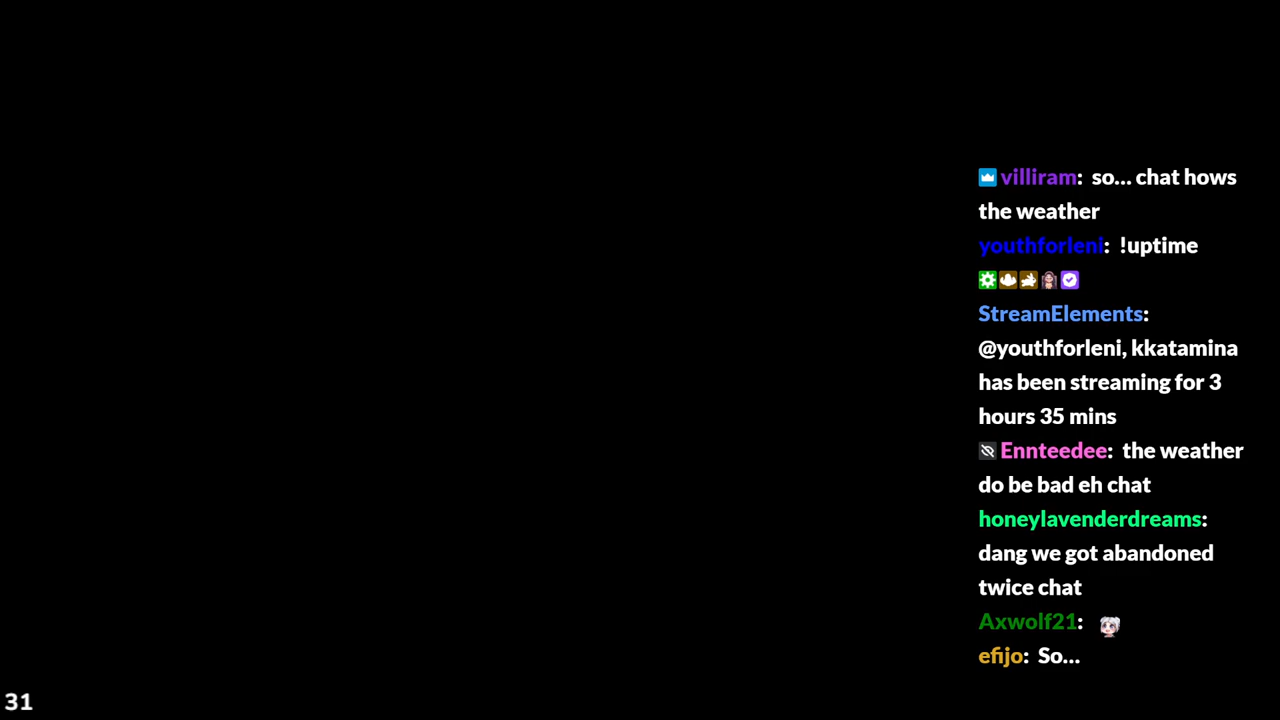 villiram: so... chat hows
the weather
youthforleni: !uptime
StreamElements:
@youthforleni, kkatamina
has been streaming for 3
hours 35 mins
Ennteedee: the weather
do be bad eh chat
honeylavenderdreams:
dang we got abandoned
twice chat
Axwolf21:
efijo: So...
31